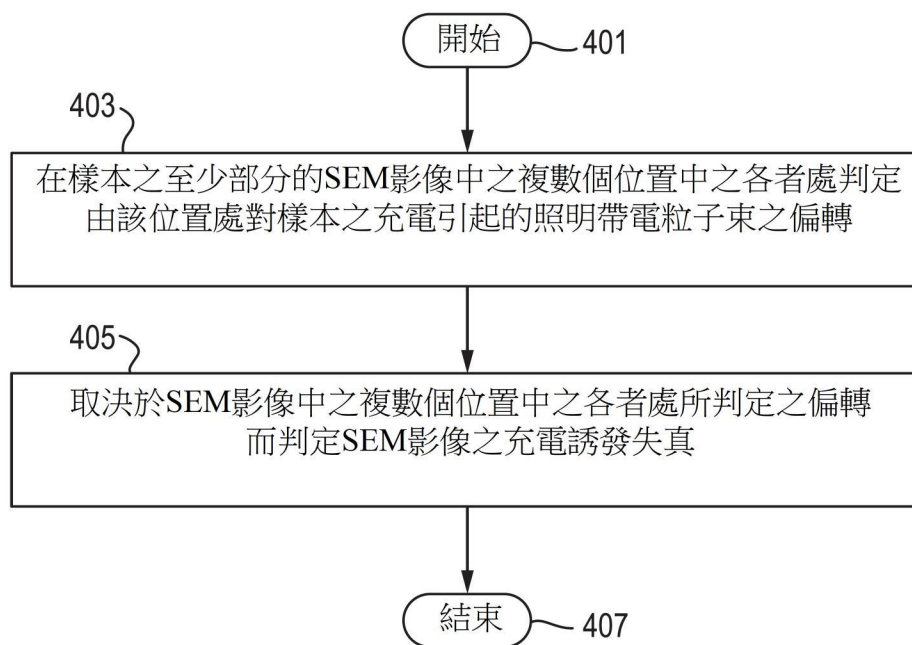 開始
401
403
在樣本之至少部分的SEM影像中之複數個位置中之各者處判定
由該位置處對樣本之充電引起的照明帶電粒子束之偏轉
405
取決於SEM影像中之複數個位置中之各者處所判定之偏轉
而判定SEM影像之充電誘發失真
結束
407